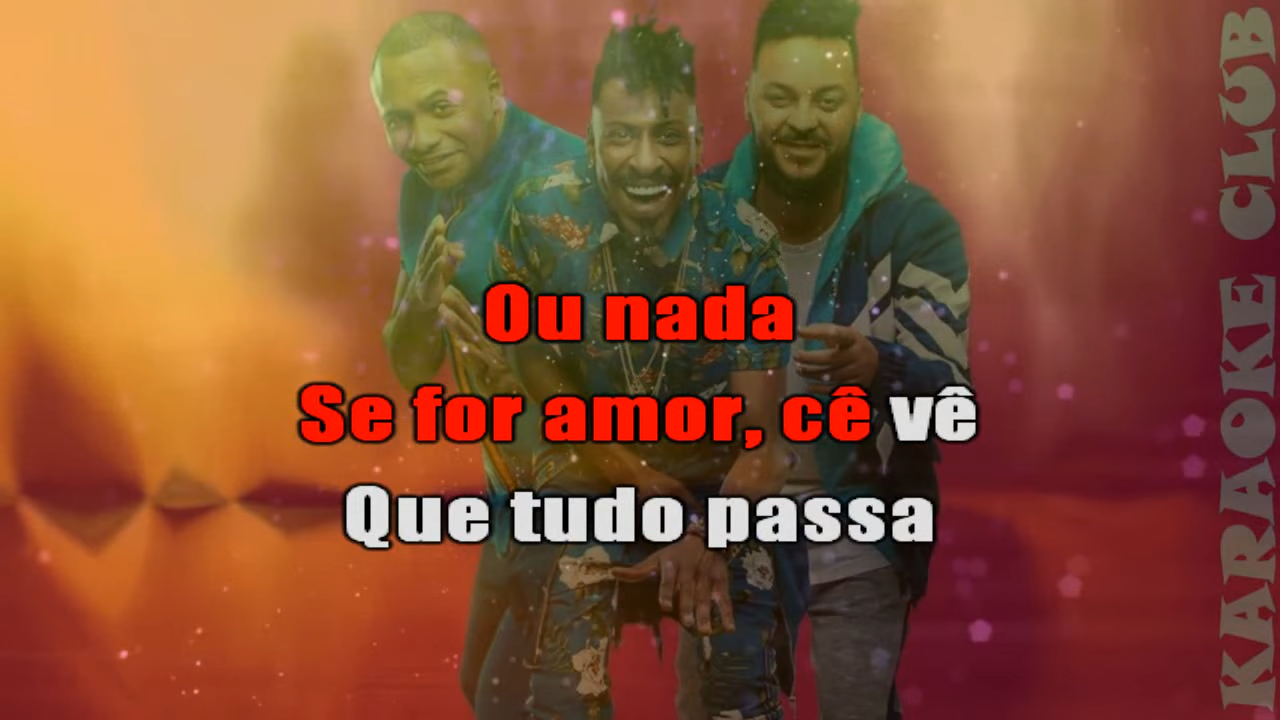 Ou nada
Se for amor, cê vê
Que tudo passa
KARAOKE CLUB